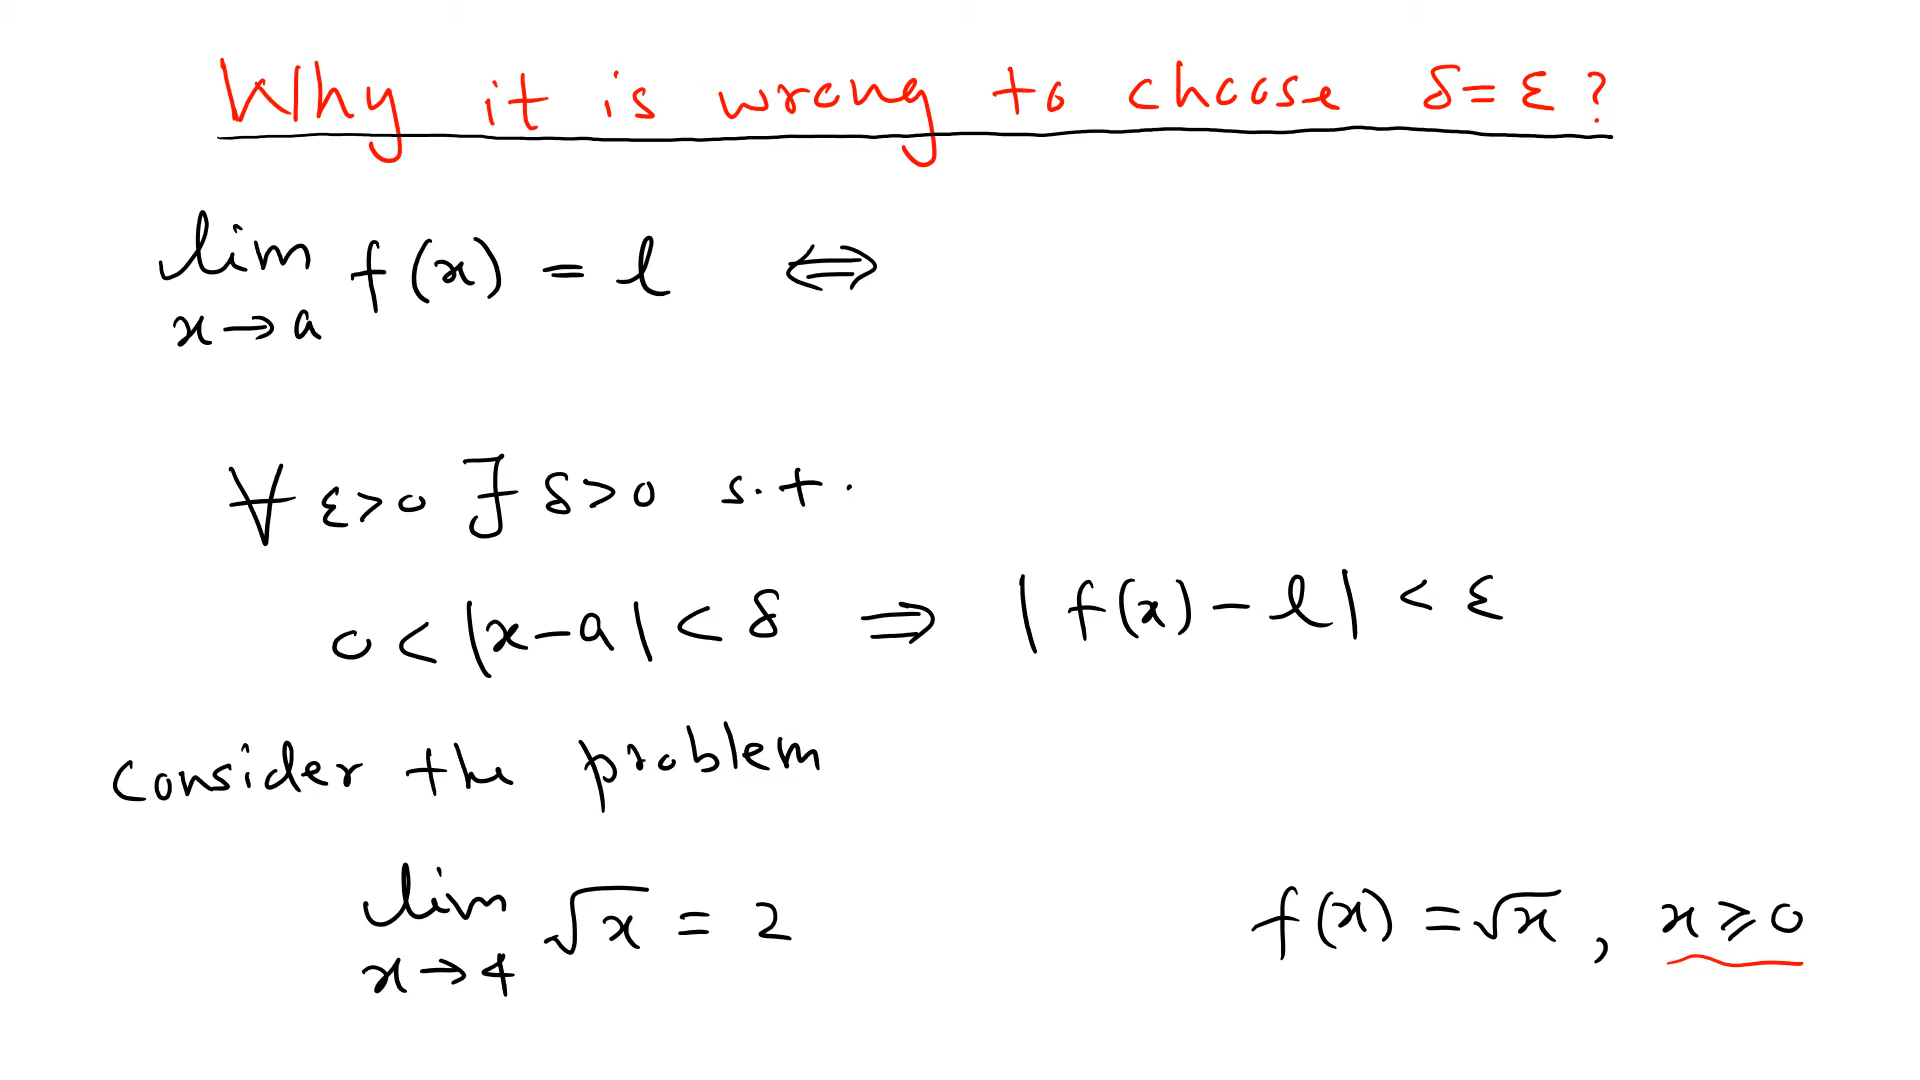 Why it is wrong to choose δ = ε ?
lim f(x) = l ⇔
x → a
∀ ε > 0 ∃ δ > 0 s.t.
0 < |x - a| < δ ⇒ | f(x) - l | < ε
Consider the problem
lim √x = 2 f(x) = √x , x ⩾ 0
x → 4